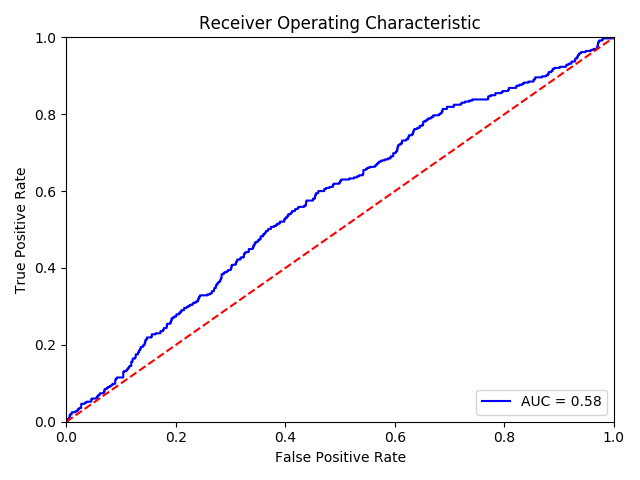 Receiver Operating Characteristic
1.0
0.8
0.6
0.4
0.2
0.0
True Positive Rate
AUC = 0.58
0.0 0.2 0.4 0.6 0.8 1.0
False Positive Rate